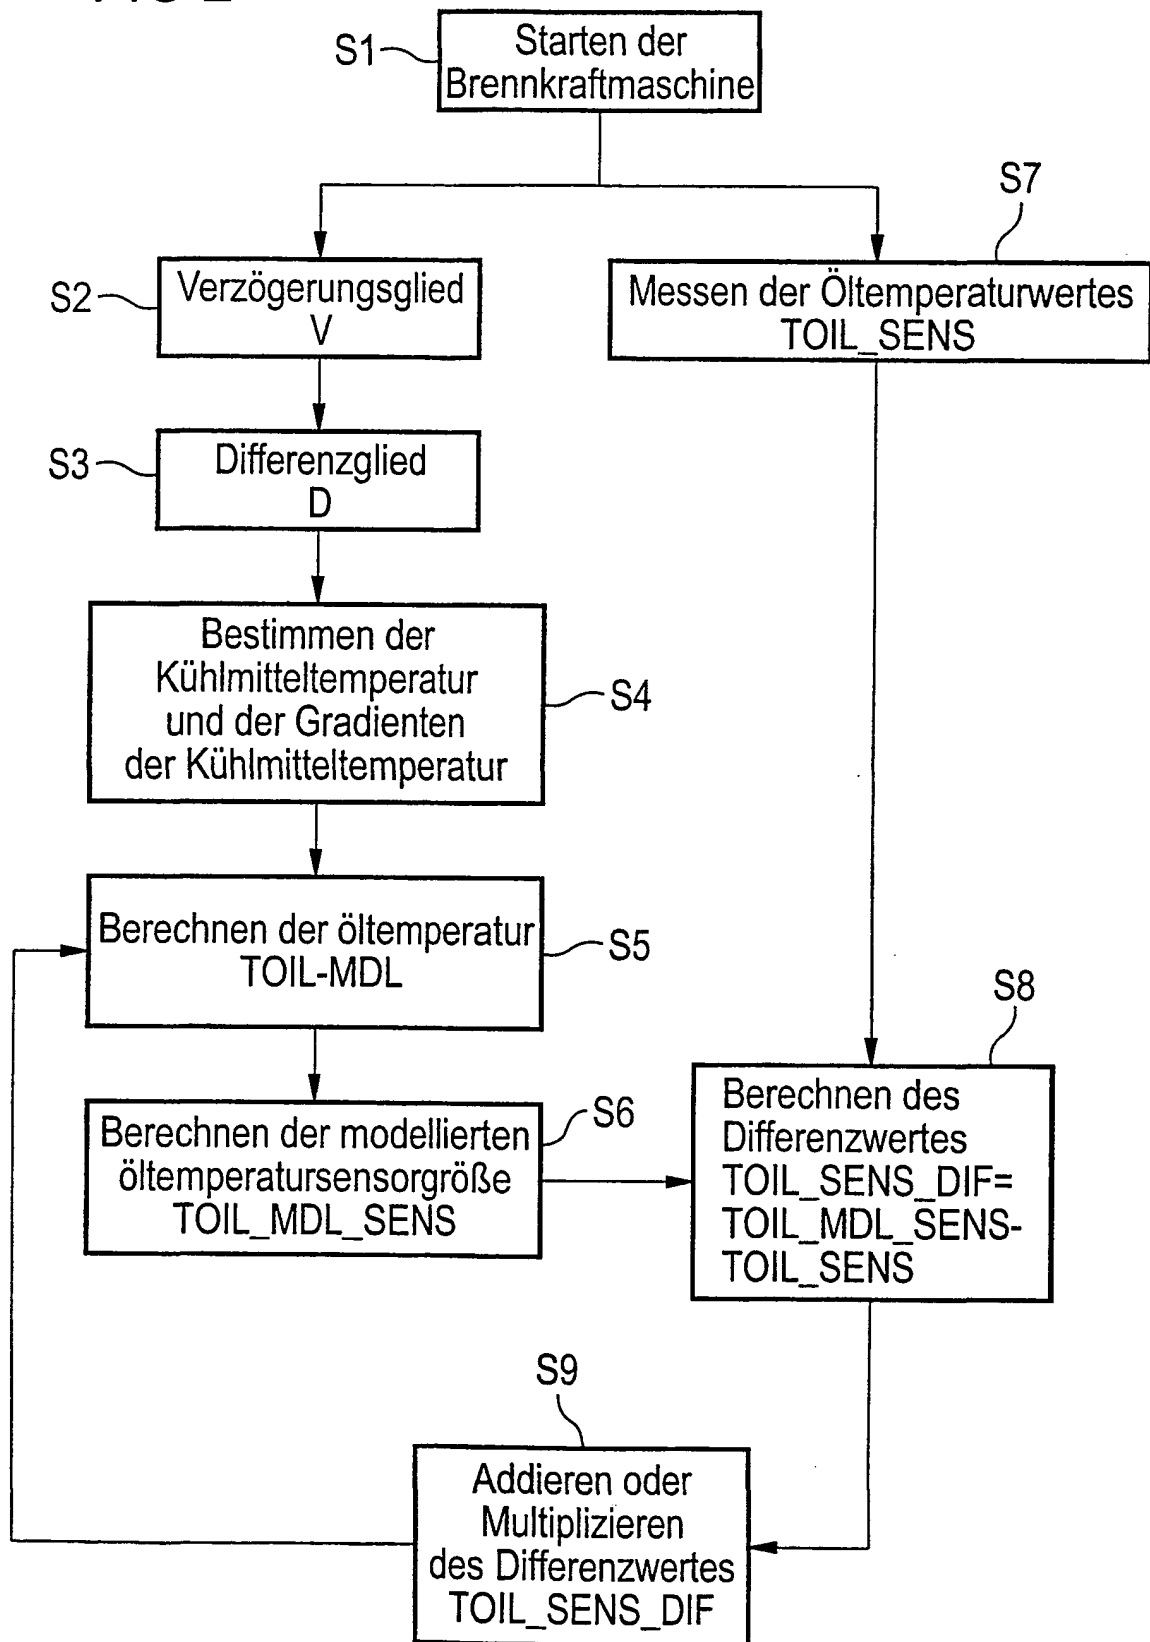 S1
Starten der
Brennkraftmaschine
S2
Verzögerungsglied
V
S7
Messen der Öltemperaturwertes
TOIL_SENS
S3
Differenzglied
D
Bestimmen der
Kühlmitteltemperatur
und der Gradienten
der Kühlmitteltemperatur
S4
Berechnen der öltemperatur
TOIL-MDL
S5
Berechnen der modellierten
öltemperatursensorgröße
TOIL_MDL_SENS
S6
S8
Berechnen des
Differenzwertes
TOIL_SENS_DIF=
TOIL_MDL_SENS-
TOIL_SENS
S9
Addieren oder
Multiplizieren
des Differenzwertes
TOIL_SENS_DIF